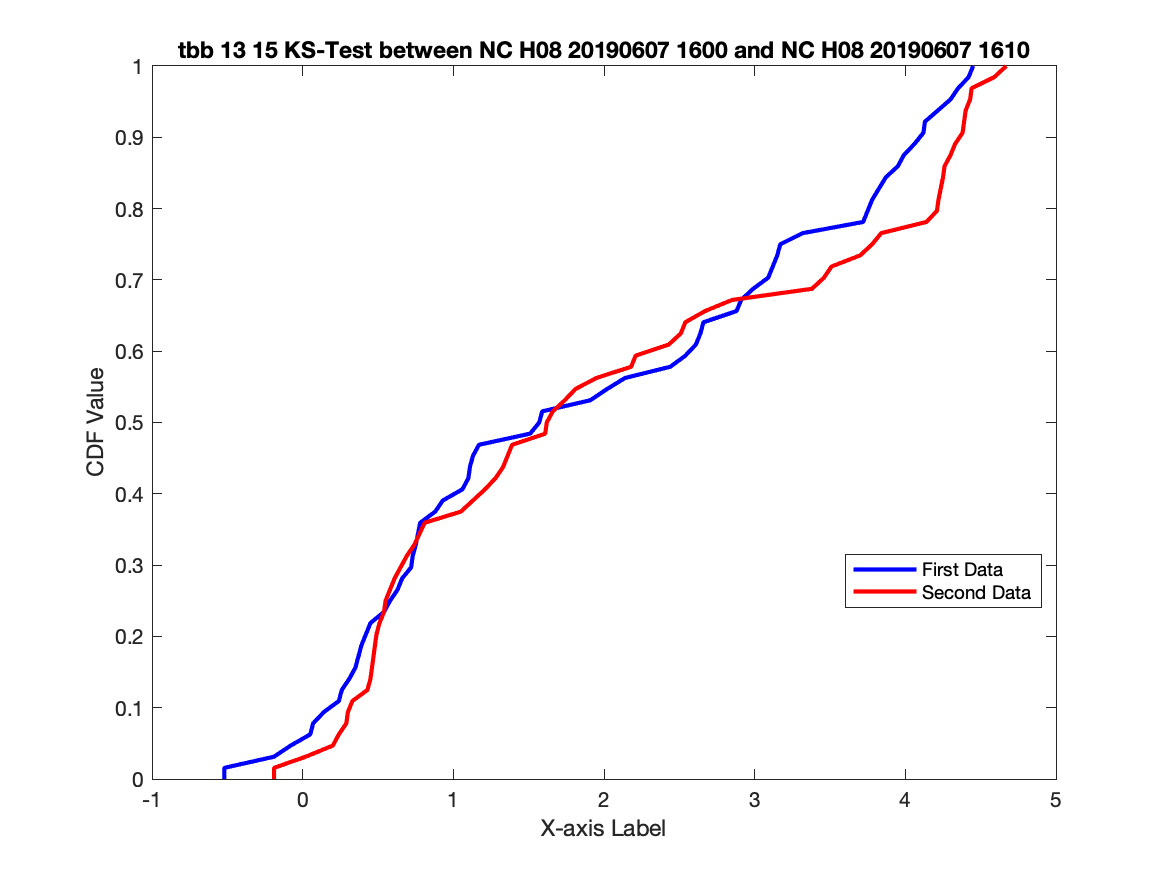 tbb 13 15 KS-Test between NC H08 20190607 1600 and NC H08 20190607 1610
1
0.9
0.8
0.7
0.6
0.5
0.4
0.3
0.2
0.1
0
CDF Value
First Data
Second Data
-1 0 1 2 3 4 5
X-axis Label